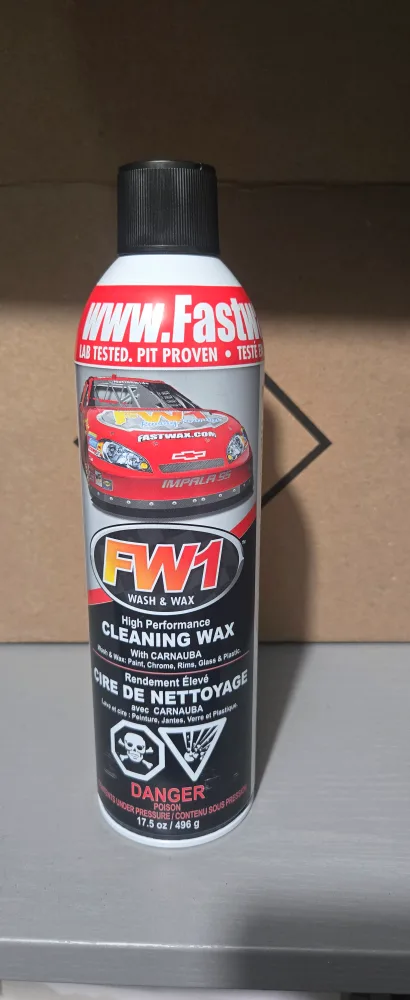 www.Fastw
LAB TESTED. PIT PROVEN • TESTÉ E
FW1
FASTWAX.COM
IMPALA SS
FW1
WASH & WAX
High Performance
CLEANING WAX
With CARNAUBA
Wash & Wax: Paint, Chrome, Rims, Glass & Plastic.
Rendement Élevé
CIRE DE NETTOYAGE
avec CARNAUBA
Lave et cire : Peinture, Jantes, Verre et Plastique.
DANGER
POISON
CONTENTS UNDER PRESSURE / CONTENU SOUS PRESSION
17.5 oz / 496 g